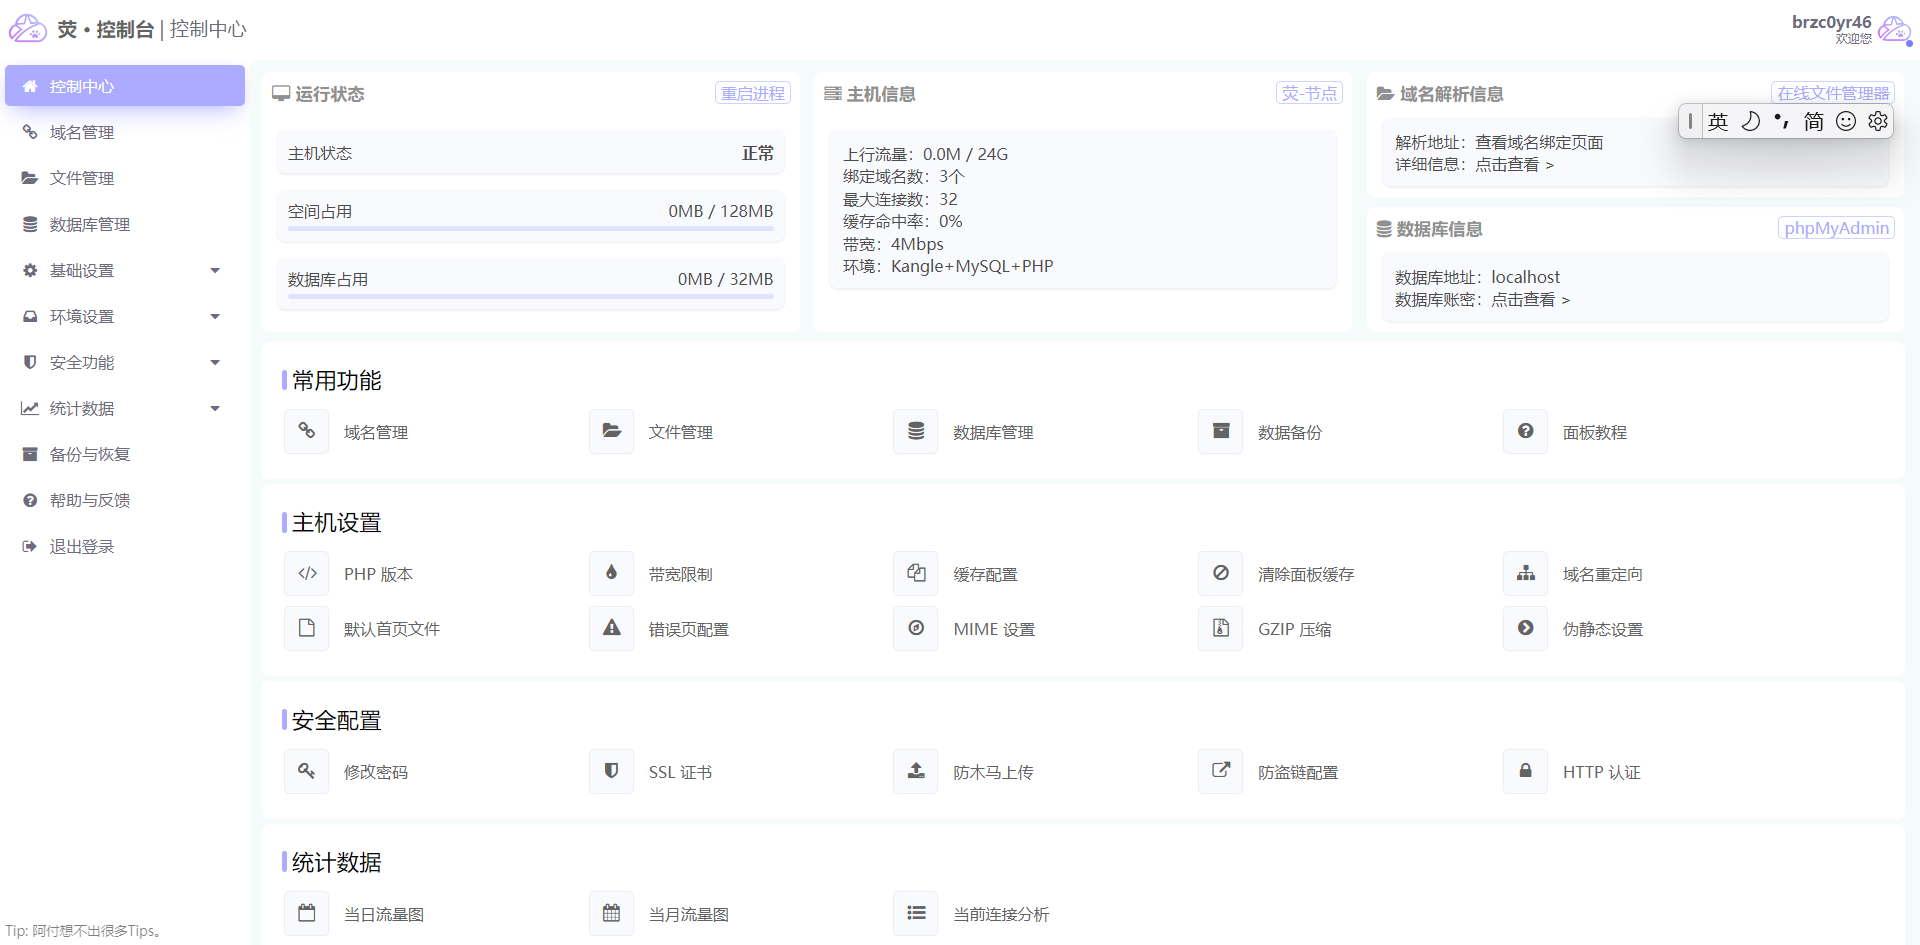 荧・控制台 | 控制中心
brzc0yr46
欢迎您
控制中心
域名管理
文件管理
数据库管理
基础设置
环境设置
安全功能
统计数据
备份与恢复
帮助与反馈
退出登录
Tip: 阿付想不出很多Tips。
运行状态
重启进程
主机状态
正常
空间占用
0MB / 128MB
数据库占用
0MB / 32MB
主机信息
荧-节点
上行流量：0.0M / 24G
绑定域名数：3个
最大连接数：32
缓存命中率：0%
带宽：4Mbps
环境：Kangle+MySQL+PHP
域名解析信息
在线文件管理器
英 简
解析地址：查看域名绑定页面
详细信息：点击查看 >
数据库信息
phpMyAdmin
数据库地址：localhost
数据库账密：点击查看 >
常用功能
域名管理
文件管理
数据库管理
数据备份
面板教程
主机设置
PHP 版本
带宽限制
缓存配置
清除面板缓存
域名重定向
默认首页文件
错误页配置
MIME 设置
GZIP 压缩
伪静态设置
安全配置
修改密码
SSL 证书
防木马上传
防盗链配置
HTTP 认证
统计数据
当日流量图
当月流量图
当前连接分析